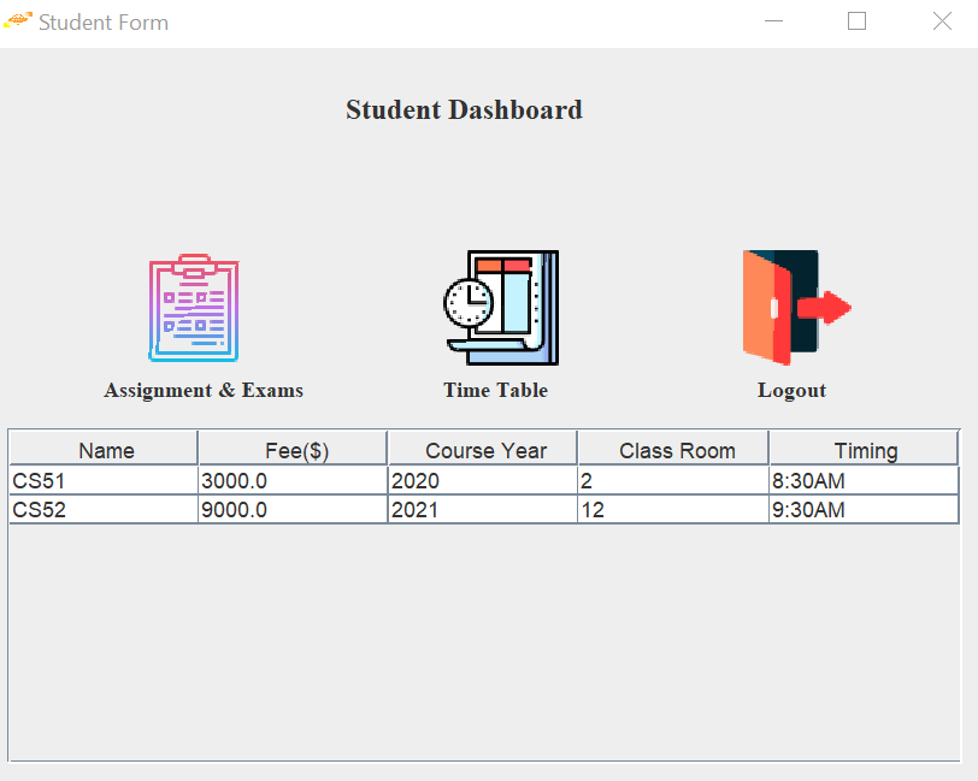 Student Form
Student Dashboard
Assignment & Exams Time Table Logout
Name Fee($) Course Year Class Room Timing
CS51 3000.0 2020 2 8:30AM
CS52 9000.0 2021 12 9:30AM